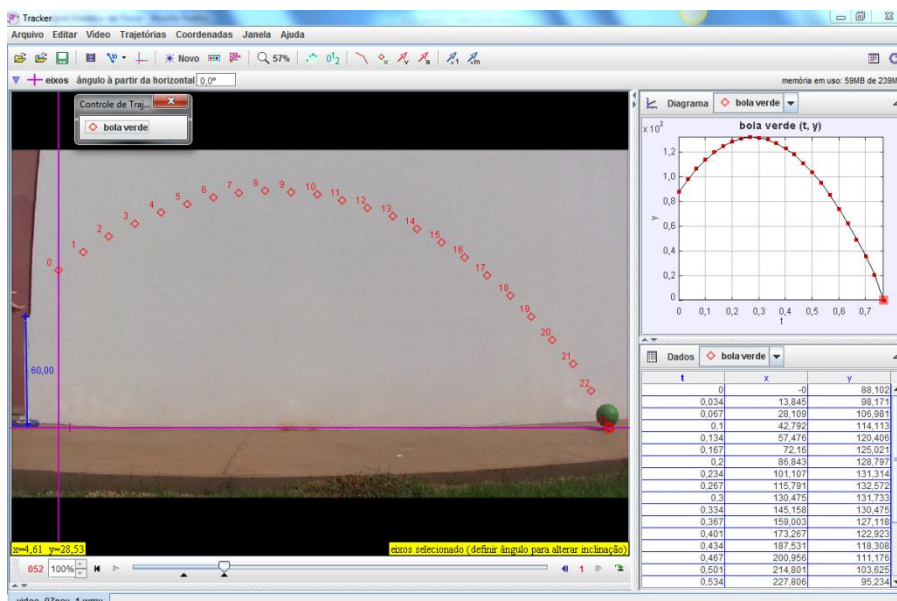 Tracker
Arquivo Editar Video Trajetórias Coordenadas Janela Ajuda
Novo 57%
eixos ângulo à partir da horizontal 0,0º
memória em uso: 59MB de 239M
Controle de Traj...
bola verde
0
1
2
3
4
5
6
7
8
9
10
11
12
13
14
15
16
17
18
19
20
21
22
60,00
x=4,61 y=28,53
eixos selecionado (definir ângulo para alterar inclinação)
052 100%
1
Diagrama bola verde
x 10²
bola verde (t, y)
1,2
1,0
0,8
0,6
0,4
0,2
0
y
0 0,1 0,2 0,3 0,4 0,5 0,6 0,7
t
Dados bola verde
t x y
0 -0 88,102
0,034 13,845 98,171
0,067 28,109 106,981
0,1 42,792 114,113
0,134 57,476 120,406
0,167 72,16 125,021
0,2 86,843 128,797
0,234 101,107 131,314
0,267 115,791 132,572
0,3 130,475 131,733
0,334 145,158 130,475
0,367 159,003 127,118
0,401 173,267 122,923
0,434 187,531 118,308
0,467 200,956 111,176
0,501 214,801 103,625
0,534 227,806 95,234